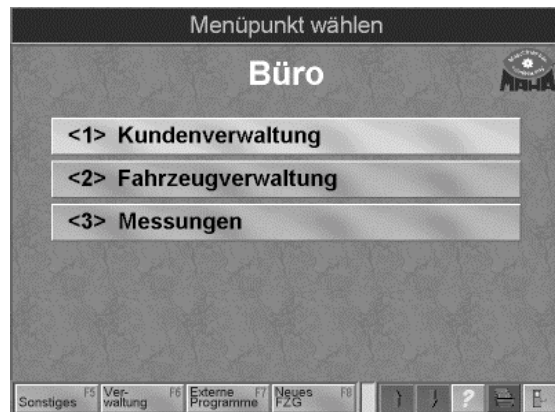 Menüpunkt wählen
Büro
MAHA
<1> Kundenverwaltung
<2> Fahrzeugverwaltung
<3> Messungen
Sonstiges F5
Ver- F6
waltung
Externe F7
Programme
Neues F8
FZG
?